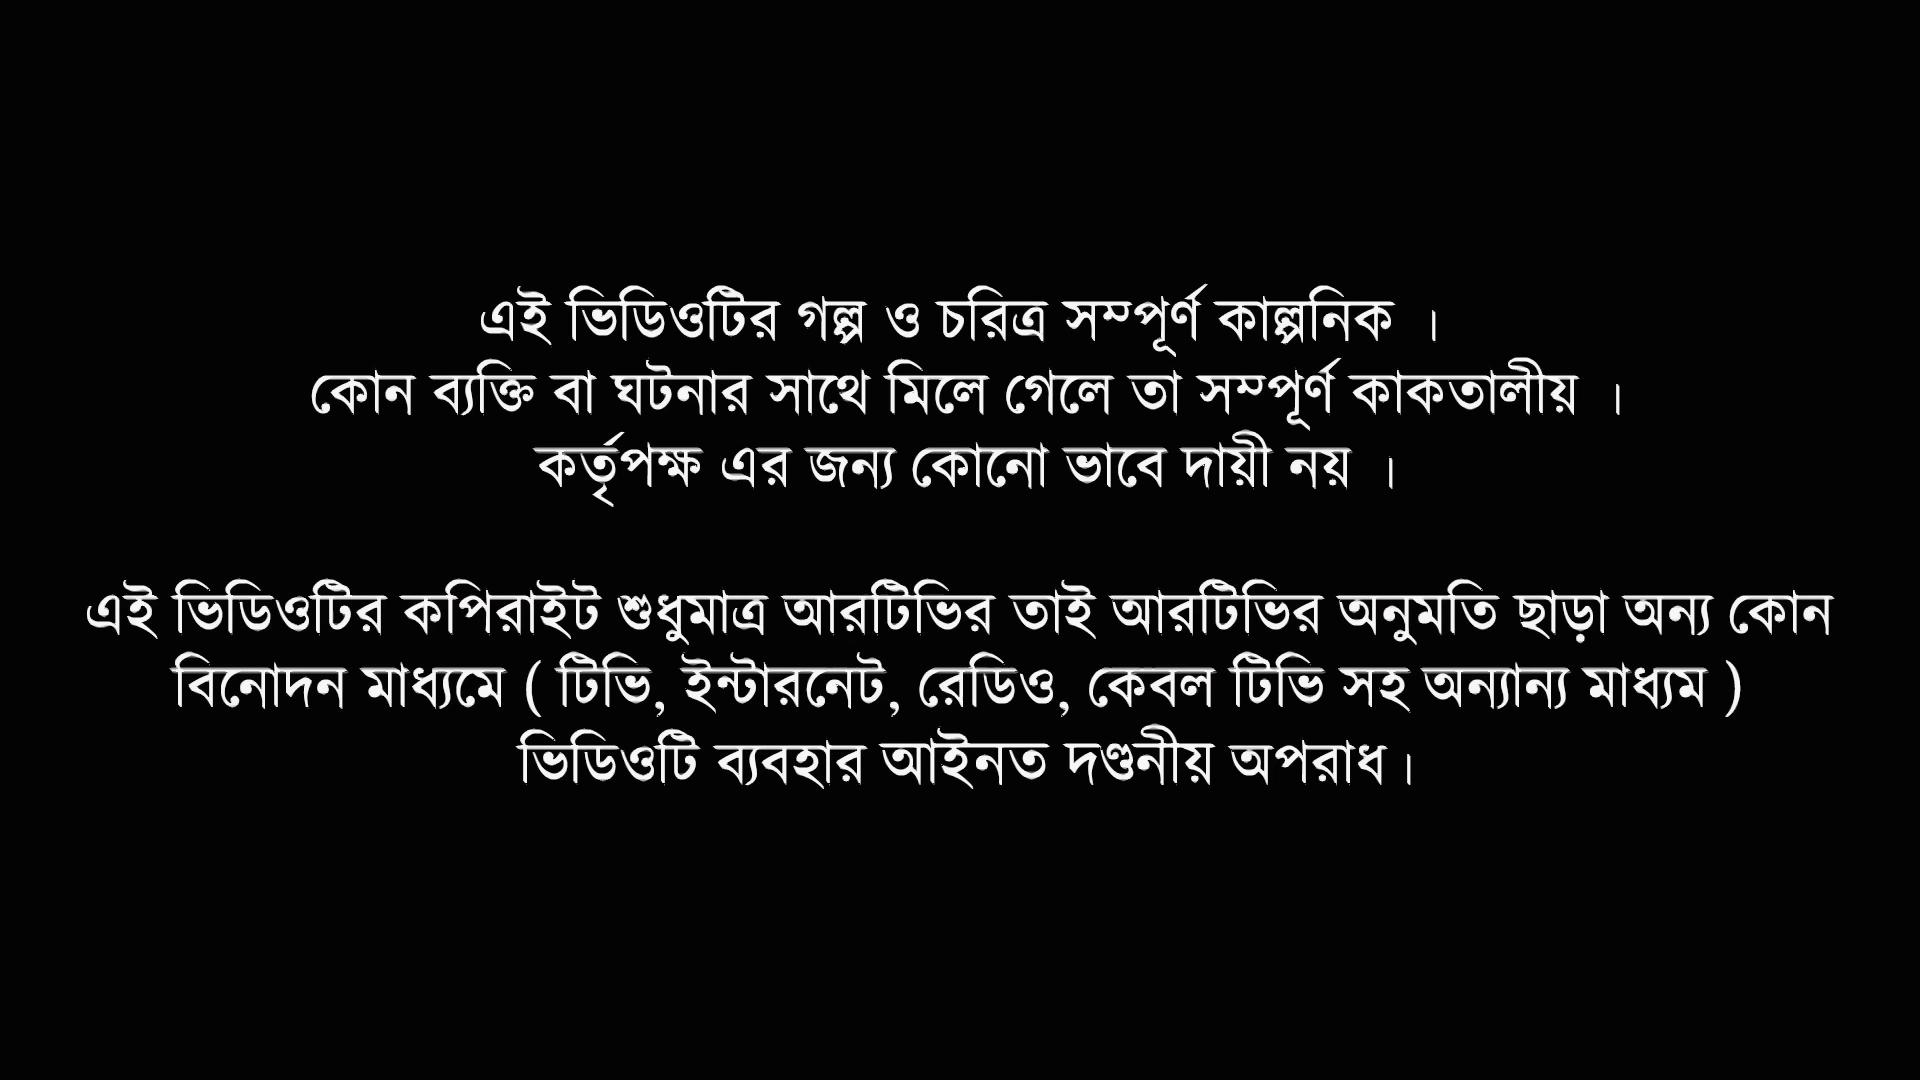 এই ভিডিওটির গল্প ও চরিত্র সম্পূর্ণ কাল্পনিক ।
কোন ব্যক্তি বা ঘটনার সাথে মিলে গেলে তা সম্পূর্ণ কাকতালীয় ।
কর্তৃপক্ষ এর জন্য কোনো ভাবে দায়ী নয় ।
এই ভিডিওটির কপিরাইট শুধুমাত্র আরটিভির তাই আরটিভির অনুমতি ছাড়া অন্য কোন
বিনোদন মাধ্যমে ( টিভি, ইন্টারনেট, রেডিও, কেবল টিভি সহ অন্যান্য মাধ্যম )
ভিডিওটি ব্যবহার আইনত দণ্ডনীয় অপরাধ।